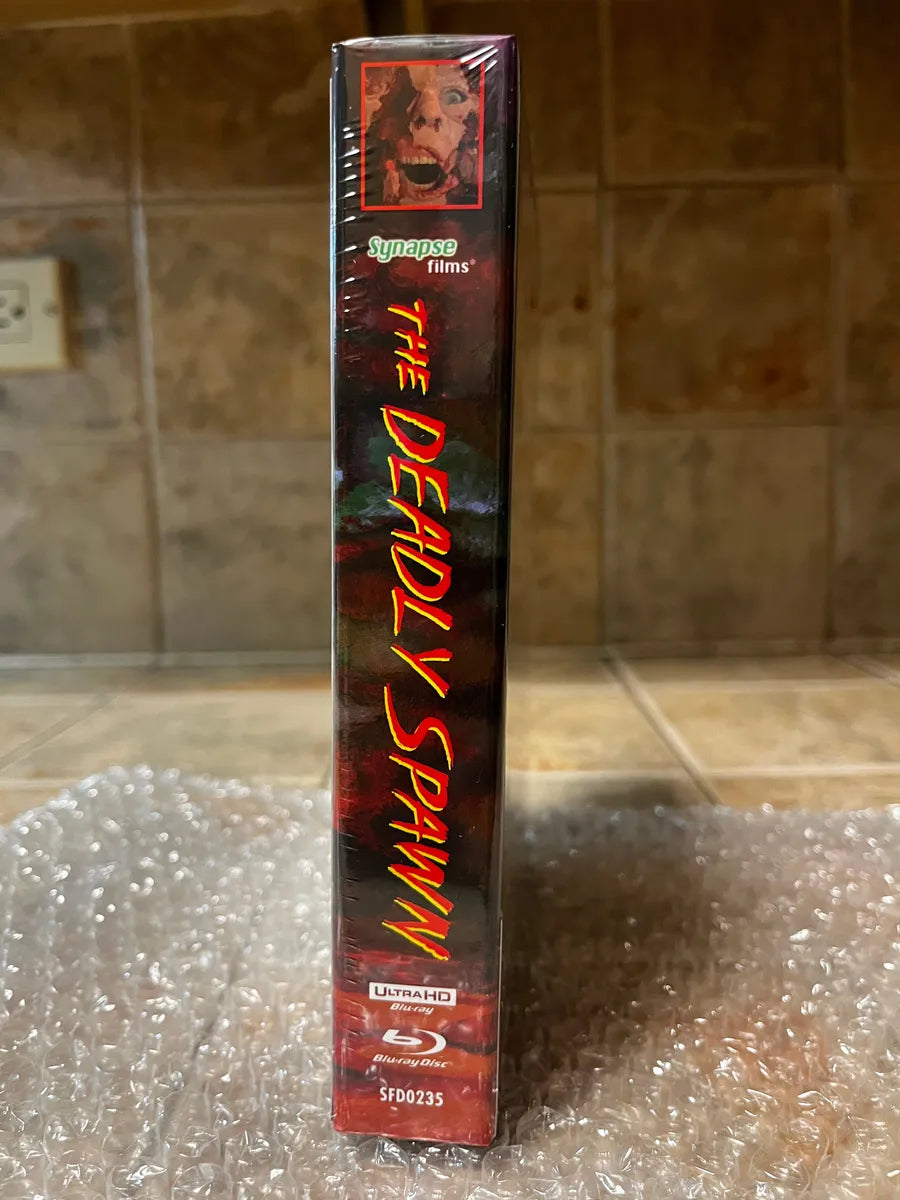 Synapse
films®
THE DEADLY SPAWN
ULTRA HD
Blu-ray
Blu-ray Disc
SFD0235